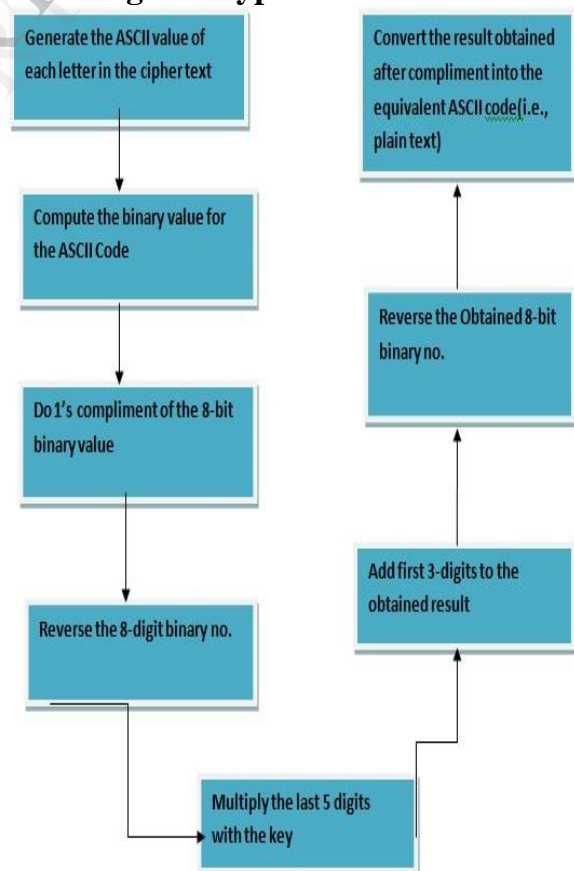 Generate the ASCII value of
each letter in the cipher text
Compute the binary value for
the ASCII Code
Do 1's compliment of the 8-bit
binary value
Reverse the 8-digit binary no.
Multiply the last 5 digits
with the key
Add first 3-digits to the
obtained result
Reverse the Obtained 8-bit
binary no.
Convert the result obtained
after compliment into the
equivalent ASCII code(i.e.,
plain text)